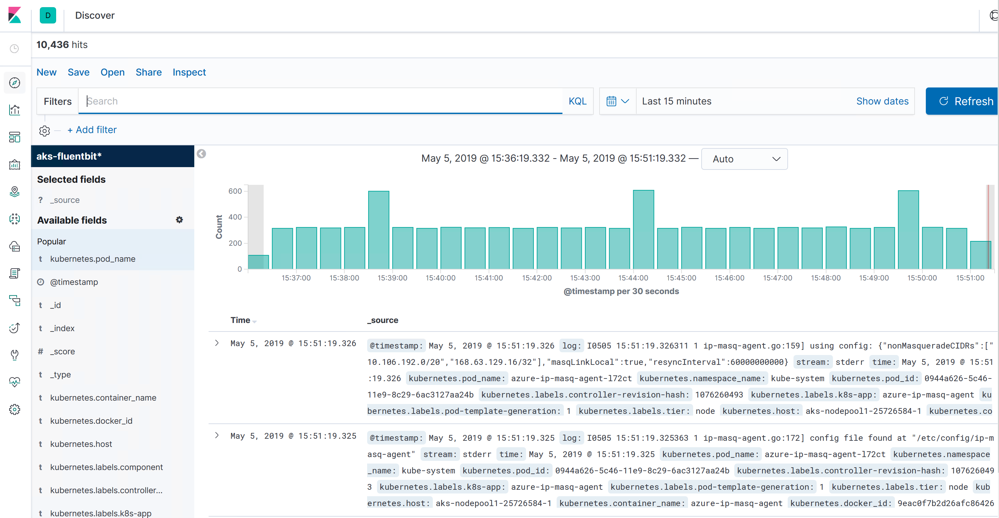 D
Discover
10,436 hits
New Save Open Share Inspect
Filters Search KQL Last 15 minutes Show dates Refresh
+ Add filter
aks-fluentbit*
Selected fields
? _source
Available fields
Popular
t kubernetes.pod_name
@timestamp
t _id
t _index
# _score
t _type
t kubernetes.container_name
t kubernetes.docker_id
t kubernetes.host
t kubernetes.labels.component
t kubernetes.labels.controller...
t kubernetes.labels.k8s-app
May 5, 2019 @ 15:36:19.332 - May 5, 2019 @ 15:51:19.332 — Auto
Count
600
400
200
0
15:37:00 15:38:00 15:39:00 15:40:00 15:41:00 15:42:00 15:43:00 15:44:00 15:45:00 15:46:00 15:47:00 15:48:00 15:49:00 15:50:00 15:51:00
@timestamp per 30 seconds
Time _source
May 5, 2019 @ 15:51:19.326
@timestamp: May 5, 2019 @ 15:51:19.326 log: I0505 15:51:19.326311 1 ip-masq-agent.go:159] using config: {"nonMasqueradeCIDRs":["
10.106.192.0/20","168.63.129.16/32"],"masqLinkLocal":true,"resyncInterval":60000000000} stream: stderr time: May 5, 2019 @ 15:51
:19.326 kubernetes.pod_name: azure-ip-masq-agent-l72ct kubernetes.namespace_name: kube-system kubernetes.pod_id: 0944a626-5c46-
11e9-8c29-6ac3127aa24b kubernetes.labels.controller-revision-hash: 1076260493 kubernetes.labels.k8s-app: azure-ip-masq-agent ku
bernetes.labels.pod-template-generation: 1 kubernetes.labels.tier: node kubernetes.host: aks-nodepool1-25726584-1 kubernetes.co
May 5, 2019 @ 15:51:19.325
@timestamp: May 5, 2019 @ 15:51:19.325 log: I0505 15:51:19.325363 1 ip-masq-agent.go:172] config file found at "/etc/config/ip-m
asq-agent" stream: stderr time: May 5, 2019 @ 15:51:19.325 kubernetes.pod_name: azure-ip-masq-agent-l72ct kubernetes.namespace
_name: kube-system kubernetes.pod_id: 0944a626-5c46-11e9-8c29-6ac3127aa24b kubernetes.labels.controller-revision-hash: 107626049
3 kubernetes.labels.k8s-app: azure-ip-masq-agent kubernetes.labels.pod-template-generation: 1 kubernetes.labels.tier: node kub
ernetes.host: aks-nodepool1-25726584-1 kubernetes.container_name: azure-ip-masq-agent kubernetes.docker_id: 9eac0f7b2d26afc86426